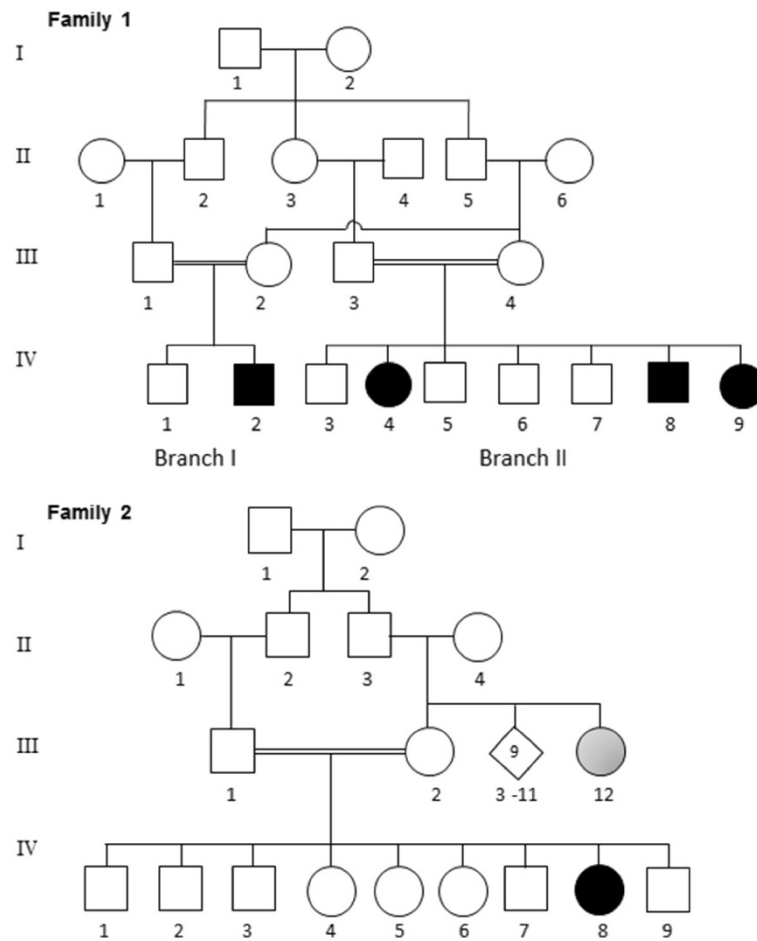 Family 1
I
1 2
II
1 2 3 4 5 6
III
1 2 3 4
IV
1 2 3 4 5 6 7 8 9
Branch I Branch II
Family 2
I
1 2
II
1 2 3 4
III
9
1 2 3 -11 12
IV
1 2 3 4 5 6 7 8 9